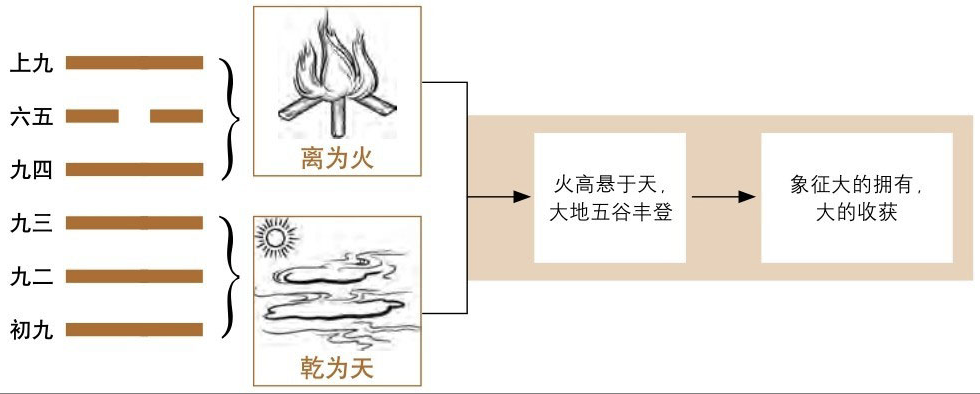 上九
六五
九四
九三
九二
初九
离为火
乾为天
火高悬于天，
大地五谷丰登
象征大的拥有，
大的收获